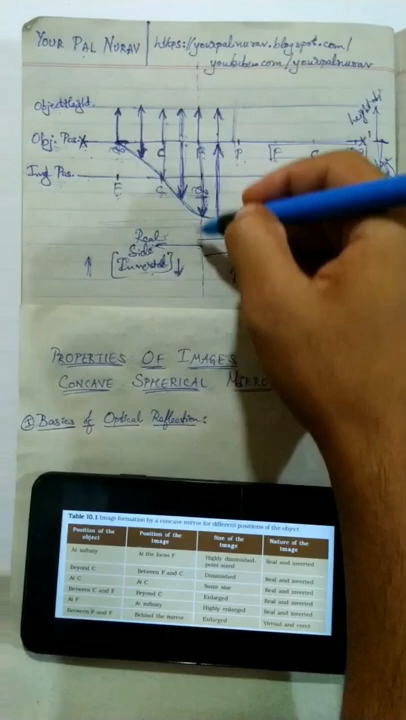 YOUR PAL NURAV
https://yourpalnurav.blogspot.com/
youtube.com/yourpalnurav
Object Height
Obj. Pos.
C
F
P
F
C
Img. Pos.
F
C
Real
Side
[Inverted]
PROPERTIES OF IMAGES
CONCAVE SPHERICAL
① Basics of Optical Reflection:
Table 10.1 Image formation by a concave mirror for different positions of the object
Position of the object | Position of the image | Size of the image | Nature of the image
At infinity | At the focus F | Highly diminished, point-sized | Real and inverted
Beyond C | Between F and C | Diminished | Real and inverted
At C | At C | Same size | Real and inverted
Between C and F | Beyond C | Enlarged | Real and inverted
At F | At infinity | Highly enlarged | Real and inverted
Between P and F | Behind the mirror | Enlarged | Virtual and erect